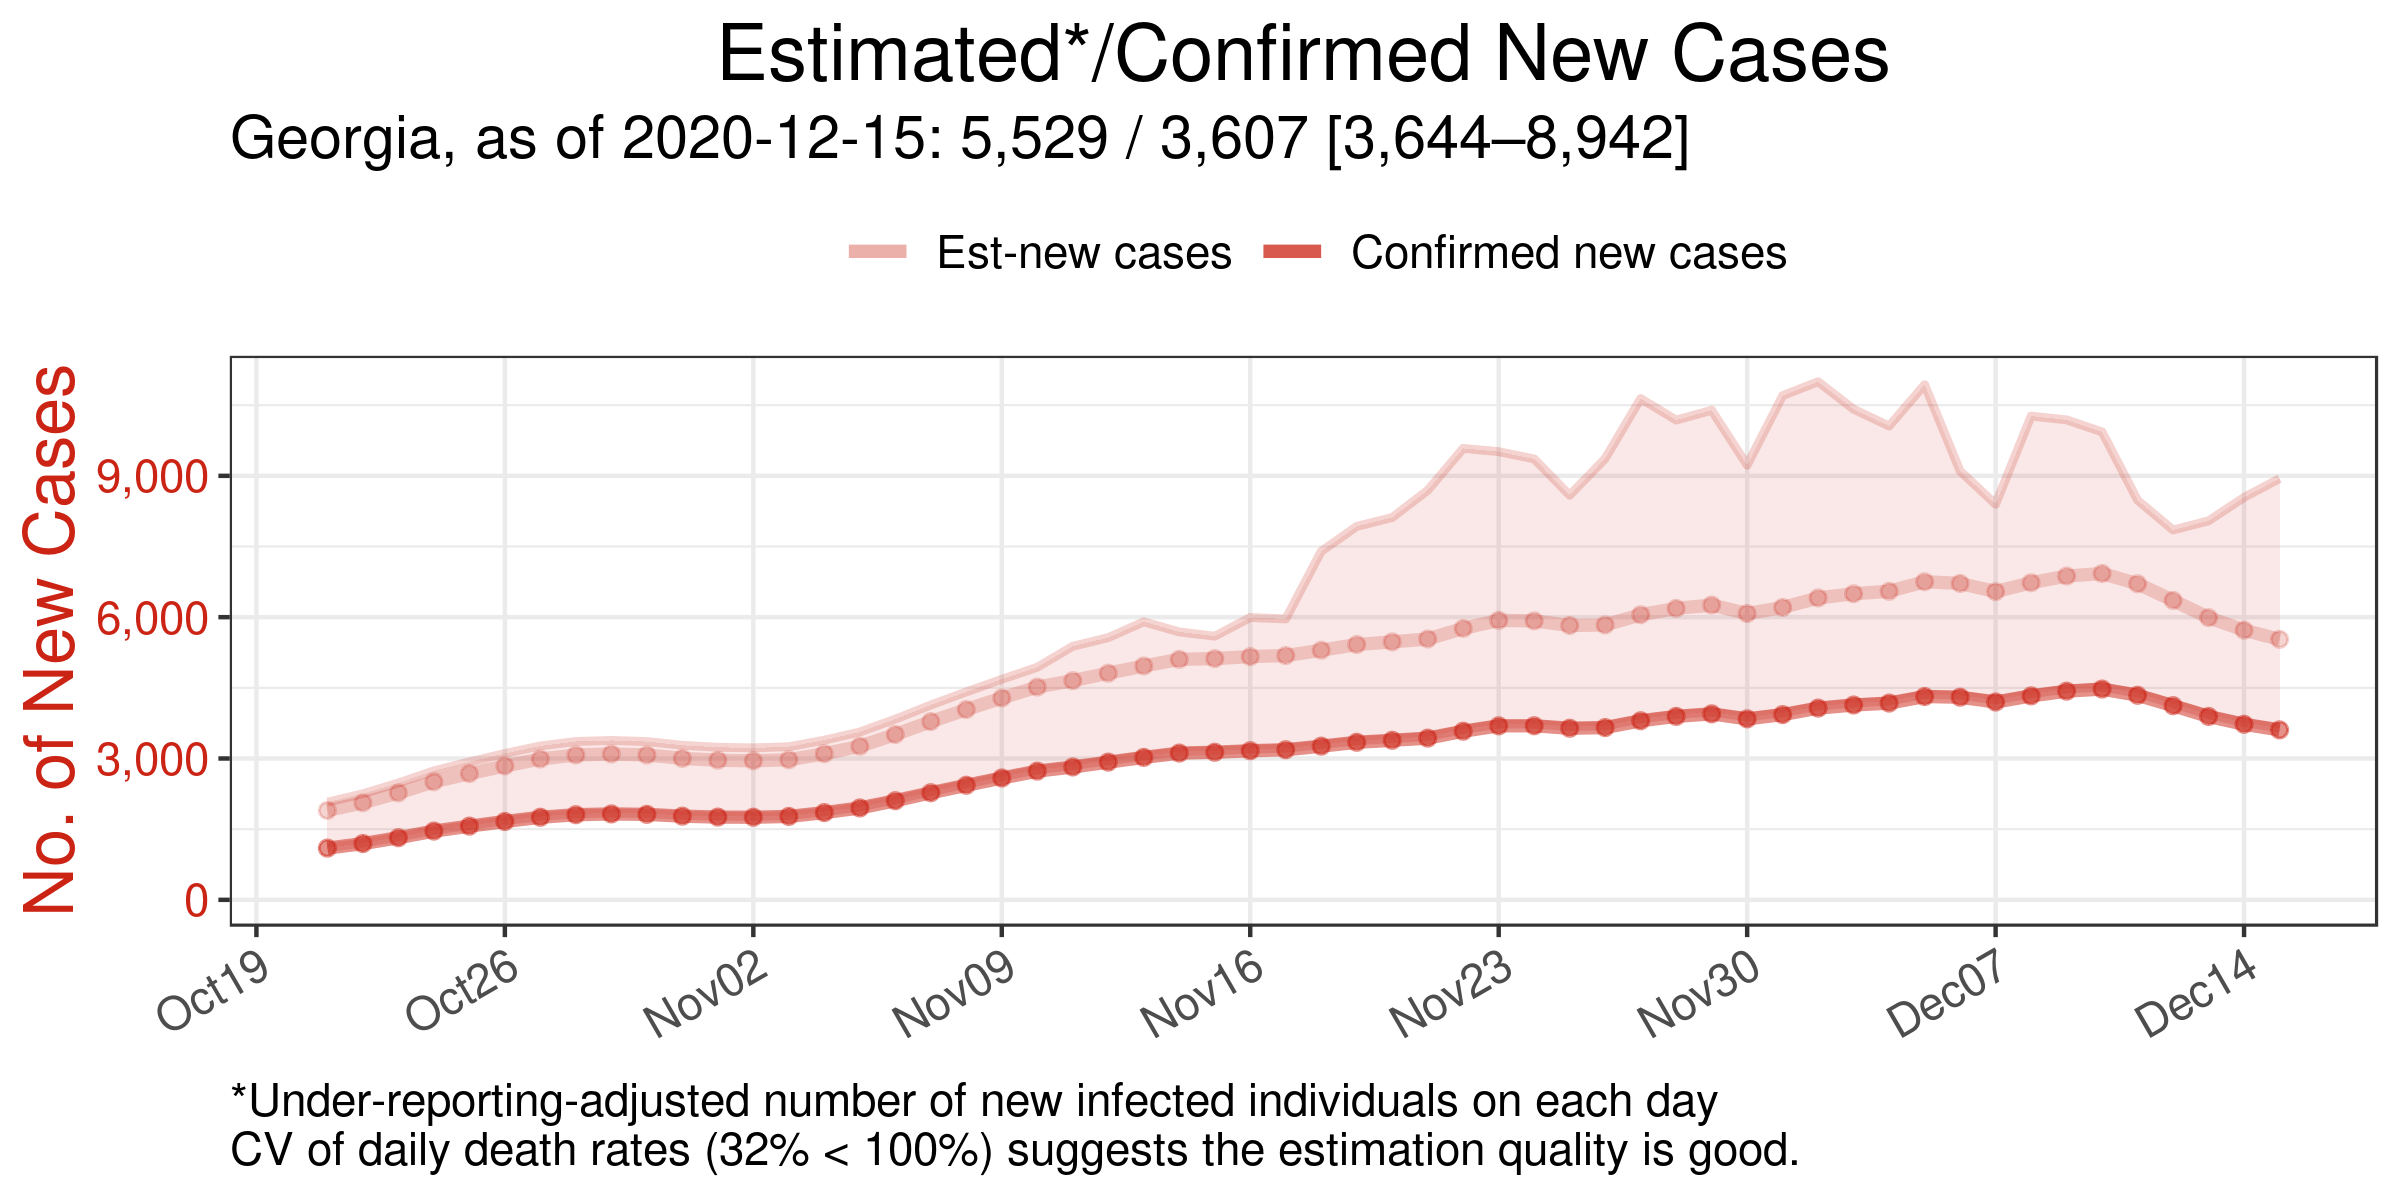 Estimated*/Confirmed New Cases
Georgia, as of 2020-12-15: 5,529 / 3,607 [3,644–8,942]
Est-new cases Confirmed new cases
No. of New Cases
9,000
6,000
3,000
0
Oct19 Oct26 Nov02 Nov09 Nov16 Nov23 Nov30 Dec07 Dec14
*Under-reporting-adjusted number of new infected individuals on each day
CV of daily death rates (32% < 100%) suggests the estimation quality is good.